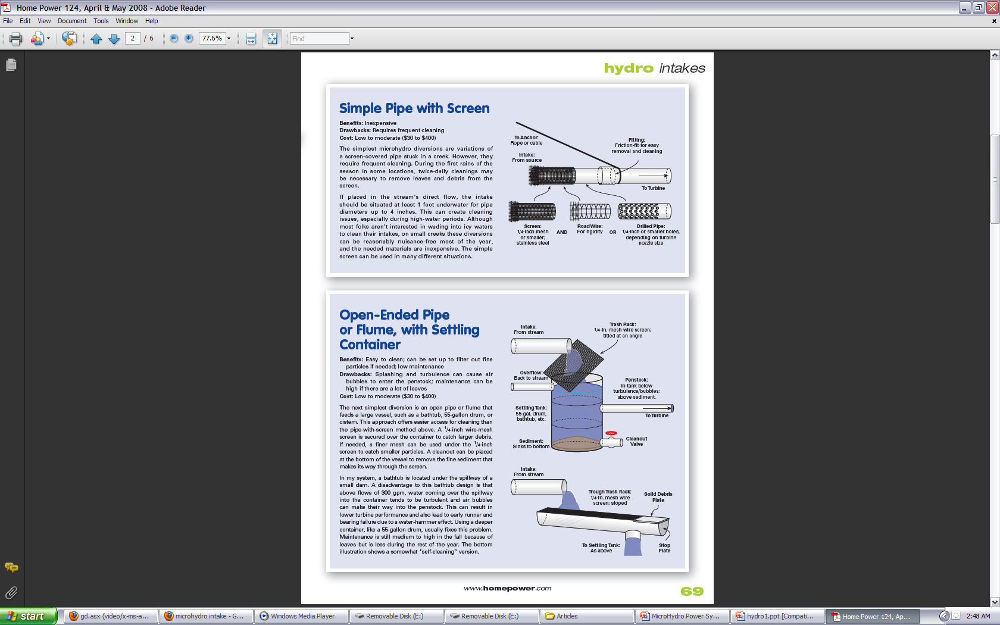 Home Power 124, April & May 2008 - Adobe Reader
File Edit View Document Tools Window Help
2 / 6 77.6% Find
hydro intakes
Simple Pipe with Screen
Benefits: Inexpensive
Drawbacks: Requires frequent cleaning
Cost: Low to moderate ($30 to $400)
The simplest microhydro diversions are variations of
a screen-covered pipe stuck in a creek. However, they
require frequent cleaning. During the first rains of the
season in some locations, twice-daily cleanings may
be necessary to remove leaves and debris from the
screen.
If placed in the stream's direct flow, the intake
should be situated at least 1 foot underwater for pipe
diameters up to 4 inches. This can create cleaning
issues, especially during high-water periods. Although
most folks aren't interested in wading into icy waters
to clean their intakes, on small creeks these diversions
can be reasonably nuisance-free most of the year,
and the needed materials are inexpensive. The simple
screen can be used in many different situations.
To Anchor:
Rope or cable
Fitting:
Friction-fit for easy
removal and cleaning
Intake:
From source
To Turbine
Screen:
1/4-inch mesh
or smaller;
stainless steel
AND
Road Wire:
For rigidity
OR
Drilled Pipe:
1/4-inch or smaller holes,
depending on turbine
nozzle size
Open-Ended Pipe
or Flume, with Settling
Container
Benefits: Easy to clean; can be set up to filter out fine
particles if needed; low maintenance
Drawbacks: Splashing and turbulence can cause air
bubbles to enter the penstock; maintenance can be
high if there are a lot of leaves
Cost: Low to moderate ($30 to $400)
The next simplest diversion is an open pipe or flume that
feeds a large vessel, such as a bathtub, 55-gallon drum, or
cistern. This approach offers easier access for cleaning than
the pipe-with-screen method above. A 1/4-inch wire-mesh
screen is secured over the container to catch larger debris.
If needed, a finer mesh can be used under the 1/4-inch
screen to catch smaller particles. A cleanout can be placed
at the bottom of the vessel to remove the fine sediment that
makes its way through the screen.
In my system, a bathtub is located under the spillway of a
small dam. A disadvantage to this bathtub design is that
above flows of 300 gpm, water coming over the spillway
into the container tends to be turbulent and air bubbles
can make their way into the penstock. This can result in
lower turbine performance and also lead to early runner and
bearing failure due to a water-hammer effect. Using a deeper
container, like a 55-gallon drum, usually fixes this problem.
Maintenance is still medium to high in the fall because of
leaves but is less during the rest of the year. The bottom
illustration shows a somewhat "self-cleaning" version.
Intake:
From stream
Trash Rack:
1/4-in. mesh wire screen;
titled at an angle
Overflow:
Back to stream
Penstock:
In tank below
turbulence/bubbles;
above sediment.
Settling Tank:
55-gal. drum,
bathtub, etc.
To Turbine
Sediment:
Sinks to bottom
Cleanout
Valve
Intake:
From stream
Trough Trash Rack:
1/4-in. mesh wire
screen; sloped
Solid Debris
Plate
To Settling Tank:
As above
Stop
Plate
www.homepower.com
69
start gd.asx (video/x-ms-a... microhydro intake - G... Windows Media Player Removable Disk (E:) Removable Disk (E:) Articles MicroHydro Power Sy... hydro1.ppt [Compati... Home Power 124, Ap... 2:48 AM